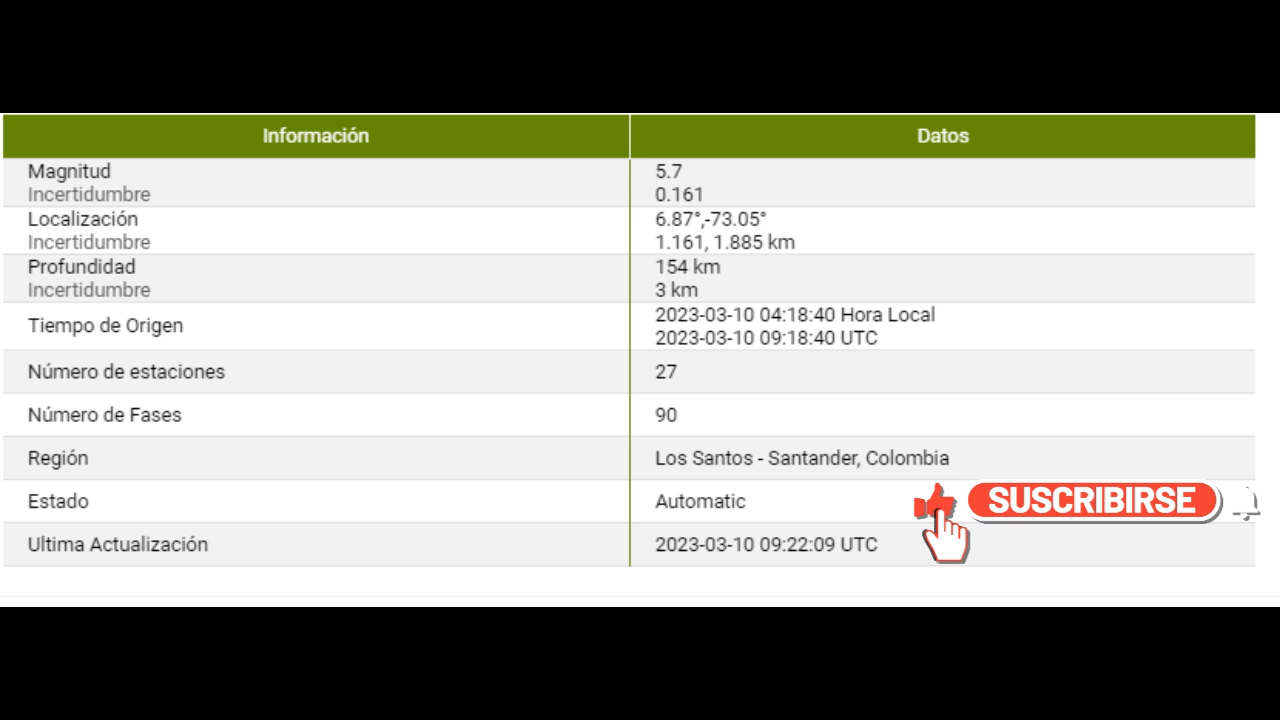 Información Datos
Magnitud 5.7
Incertidumbre 0.161
Localización 6.87°,-73.05°
Incertidumbre 1.161, 1.885 km
Profundidad 154 km
Incertidumbre 3 km
Tiempo de Origen 2023-03-10 04:18:40 Hora Local
2023-03-10 09:18:40 UTC
Número de estaciones 27
Número de Fases 90
Región Los Santos - Santander, Colombia
Estado Automatic
SUSCRIBIRSE
Ultima Actualización 2023-03-10 09:22:09 UTC